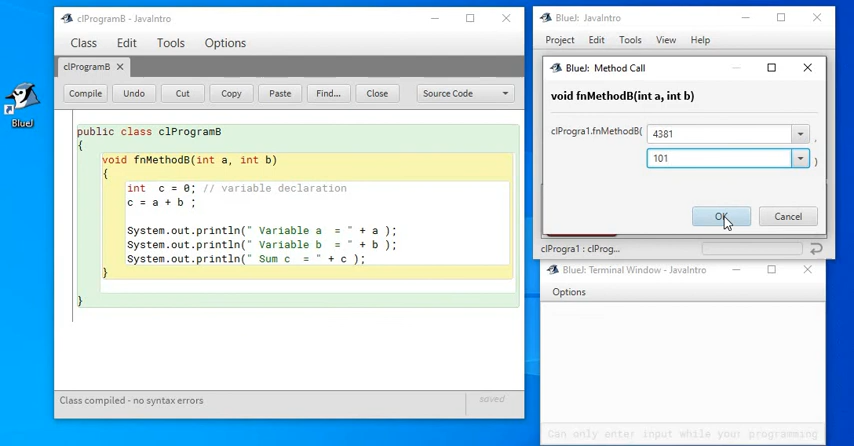 clProgramB - JavaIntro
Class Edit Tools Options
clProgramB ✕
Compile Undo Cut Copy Paste Find... Close Source Code
public class clProgramB
{
void fnMethodB(int a, int b)
{
int  c = 0; // variable declaration
c = a + b ;
System.out.println(" Variable a  = " + a );
System.out.println(" Variable b  = " + b );
System.out.println(" Sum c  = " + c );
}
}
Class compiled - no syntax errors
saved
BlueJ
BlueJ: JavaIntro
Project Edit Tools View Help
BlueJ: Method Call
void fnMethodB(int a, int b)
clProgra1.fnMethodB( 4381 ,
101 )
OK Cancel
clProgra1 : clProg...
BlueJ: Terminal Window - JavaIntro
Options
Can only enter input while your programming